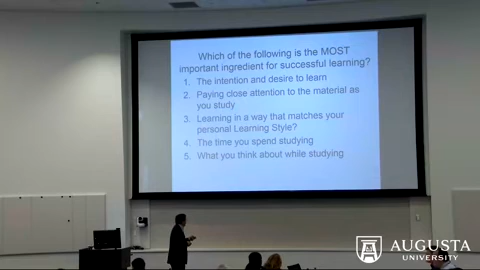 Which of the following is the MOST
important ingredient for successful learning?
1. The intention and desire to learn
2. Paying close attention to the material as
you study
3. Learning in a way that matches your
personal Learning Style?
4. The time you spend studying
5. What you think about while studying
AUGUSTA
UNIVERSITY